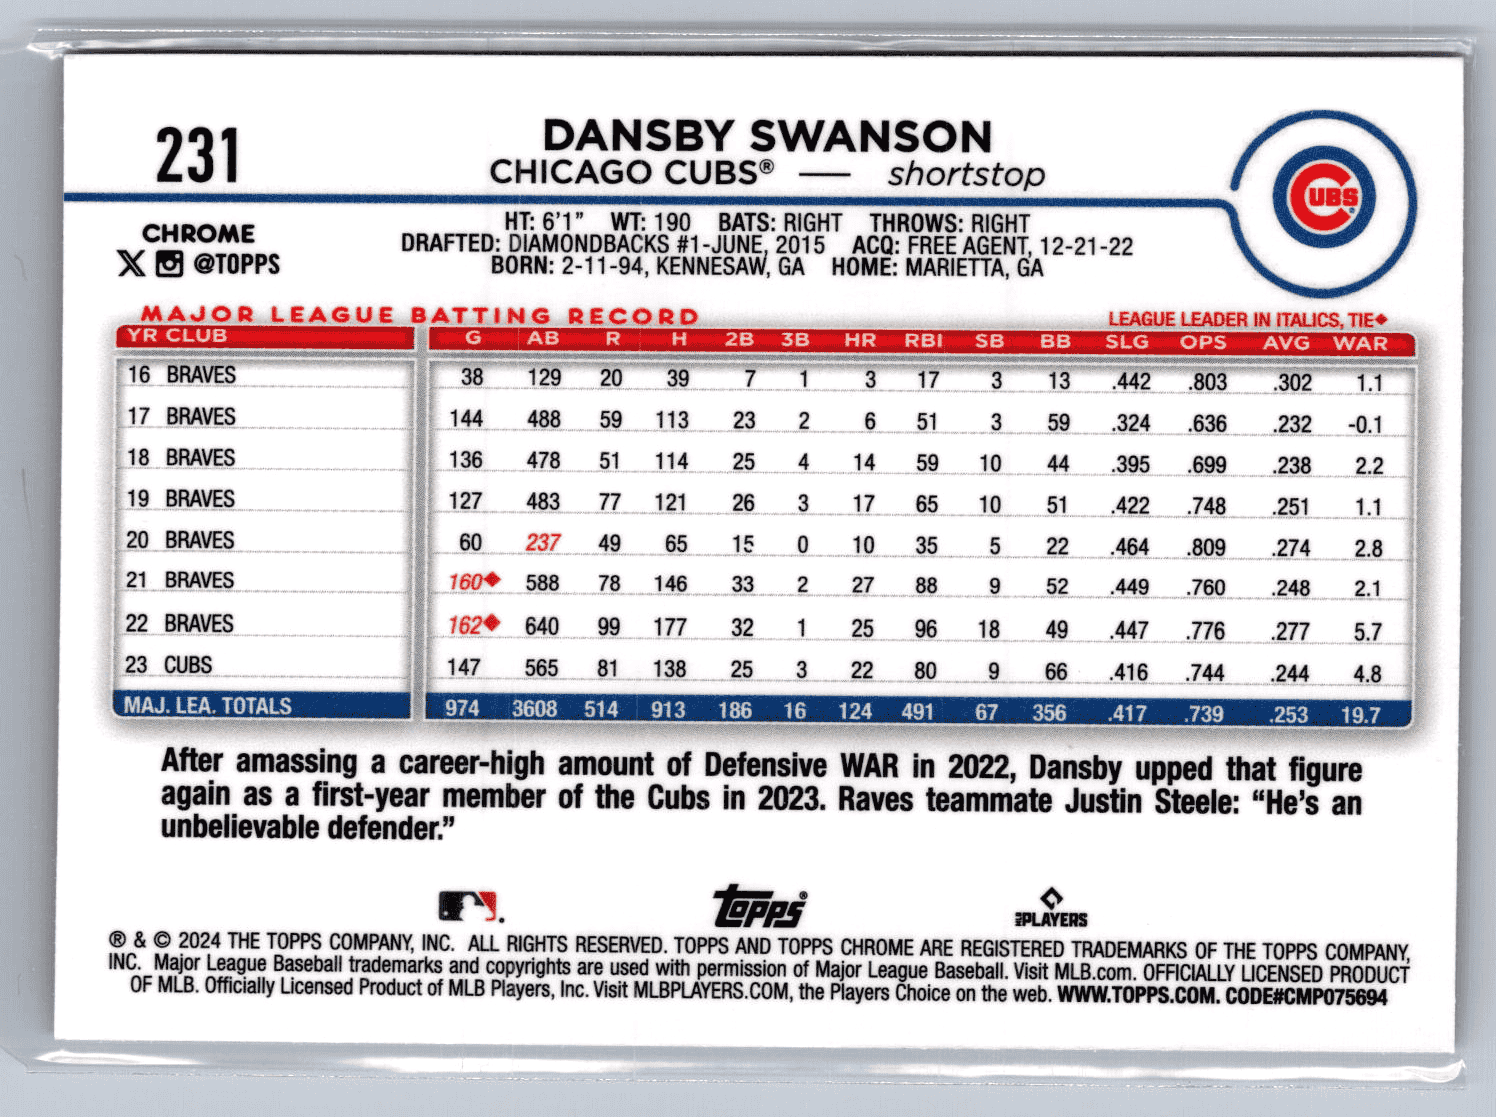 231
DANSBY SWANSON
CHICAGO CUBS® — shortstop
CUBS®
CHROME
X @TOPPS
HT: 6'1" WT: 190 BATS: RIGHT THROWS: RIGHT
DRAFTED: DIAMONDBACKS #1-JUNE, 2015 ACQ: FREE AGENT, 12-21-22
BORN: 2-11-94, KENNESAW, GA HOME: MARIETTA, GA
MAJOR LEAGUE BATTING RECORD LEAGUE LEADER IN ITALICS, TIE♦
YR CLUB G AB R H 2B 3B HR RBI SB BB SLG OPS AVG WAR
16 BRAVES 38 129 20 39 7 1 3 17 3 13 .442 .803 .302 1.1
17 BRAVES 144 488 59 113 23 2 6 51 3 59 .324 .636 .232 -0.1
18 BRAVES 136 478 51 114 25 4 14 59 10 44 .395 .699 .238 2.2
19 BRAVES 127 483 77 121 26 3 17 65 10 51 .422 .748 .251 1.1
20 BRAVES 60 237 49 65 15 0 10 35 5 22 .464 .809 .274 2.8
21 BRAVES 160♦ 588 78 146 33 2 27 88 9 52 .449 .760 .248 2.1
22 BRAVES 162♦ 640 99 177 32 1 25 96 18 49 .447 .776 .277 5.7
23 CUBS 147 565 81 138 25 3 22 80 9 66 .416 .744 .244 4.8
MAJ. LEA. TOTALS 974 3608 514 913 186 16 124 491 67 356 .417 .739 .253 19.7
After amassing a career-high amount of Defensive WAR in 2022, Dansby upped that figure
again as a first-year member of the Cubs in 2023. Raves teammate Justin Steele: “He’s an
unbelievable defender.”
Topps®
PLAYERS
® & © 2024 THE TOPPS COMPANY, INC. ALL RIGHTS RESERVED. TOPPS AND TOPPS CHROME ARE REGISTERED TRADEMARKS OF THE TOPPS COMPANY,
INC. Major League Baseball trademarks and copyrights are used with permission of Major League Baseball. Visit MLB.com. OFFICIALLY LICENSED PRODUCT
OF MLB. Officially Licensed Product of MLB Players, Inc. Visit MLBPLAYERS.COM, the Players Choice on the web. WWW.TOPPS.COM. CODE#CMP075694